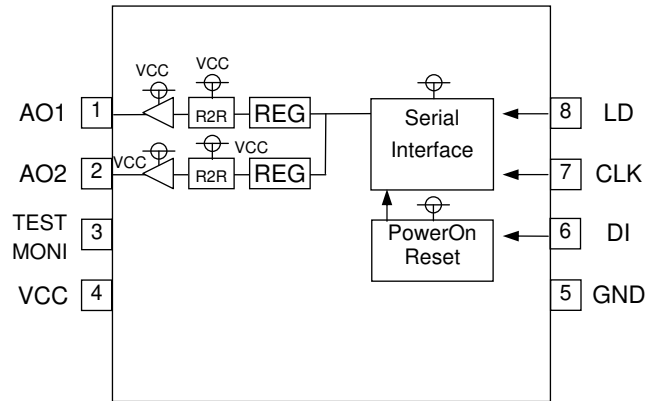 VCC
VCC
AO1 1 R2R REG Serial Interface 8 LD
VCC
VCC
AO2 2 R2R REG 7 CLK
TEST MONI 3 PowerOn Reset 6 DI
VCC 4 5 GND